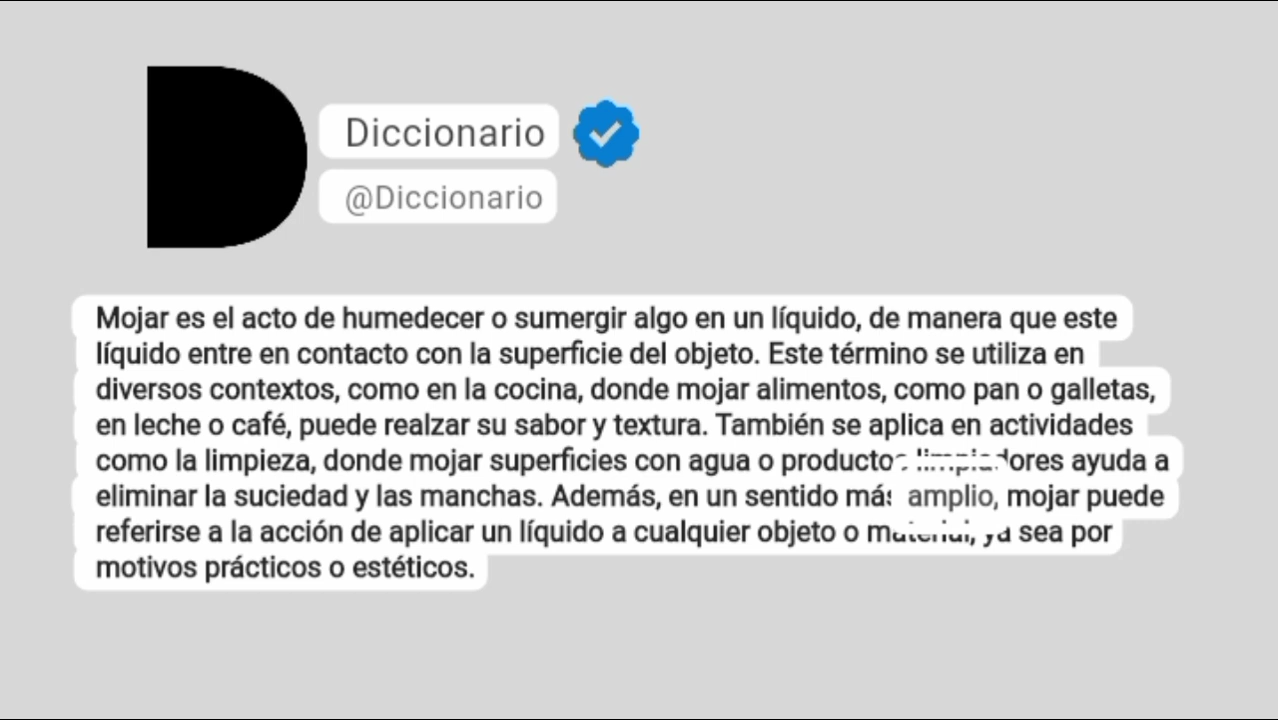 Diccionario
@Diccionario
Mojar es el acto de humedecer o sumergir algo en un líquido, de manera que este
líquido entre en contacto con la superficie del objeto. Este término se utiliza en
diversos contextos, como en la cocina, donde mojar alimentos, como pan o galletas,
en leche o café, puede realzar su sabor y textura. También se aplica en actividades
como la limpieza, donde mojar superficies con agua o productos limpiadores ayuda a
eliminar la suciedad y las manchas. Además, en un sentido más amplio, mojar puede
referirse a la acción de aplicar un líquido a cualquier objeto o material, ya sea por
motivos prácticos o estéticos.